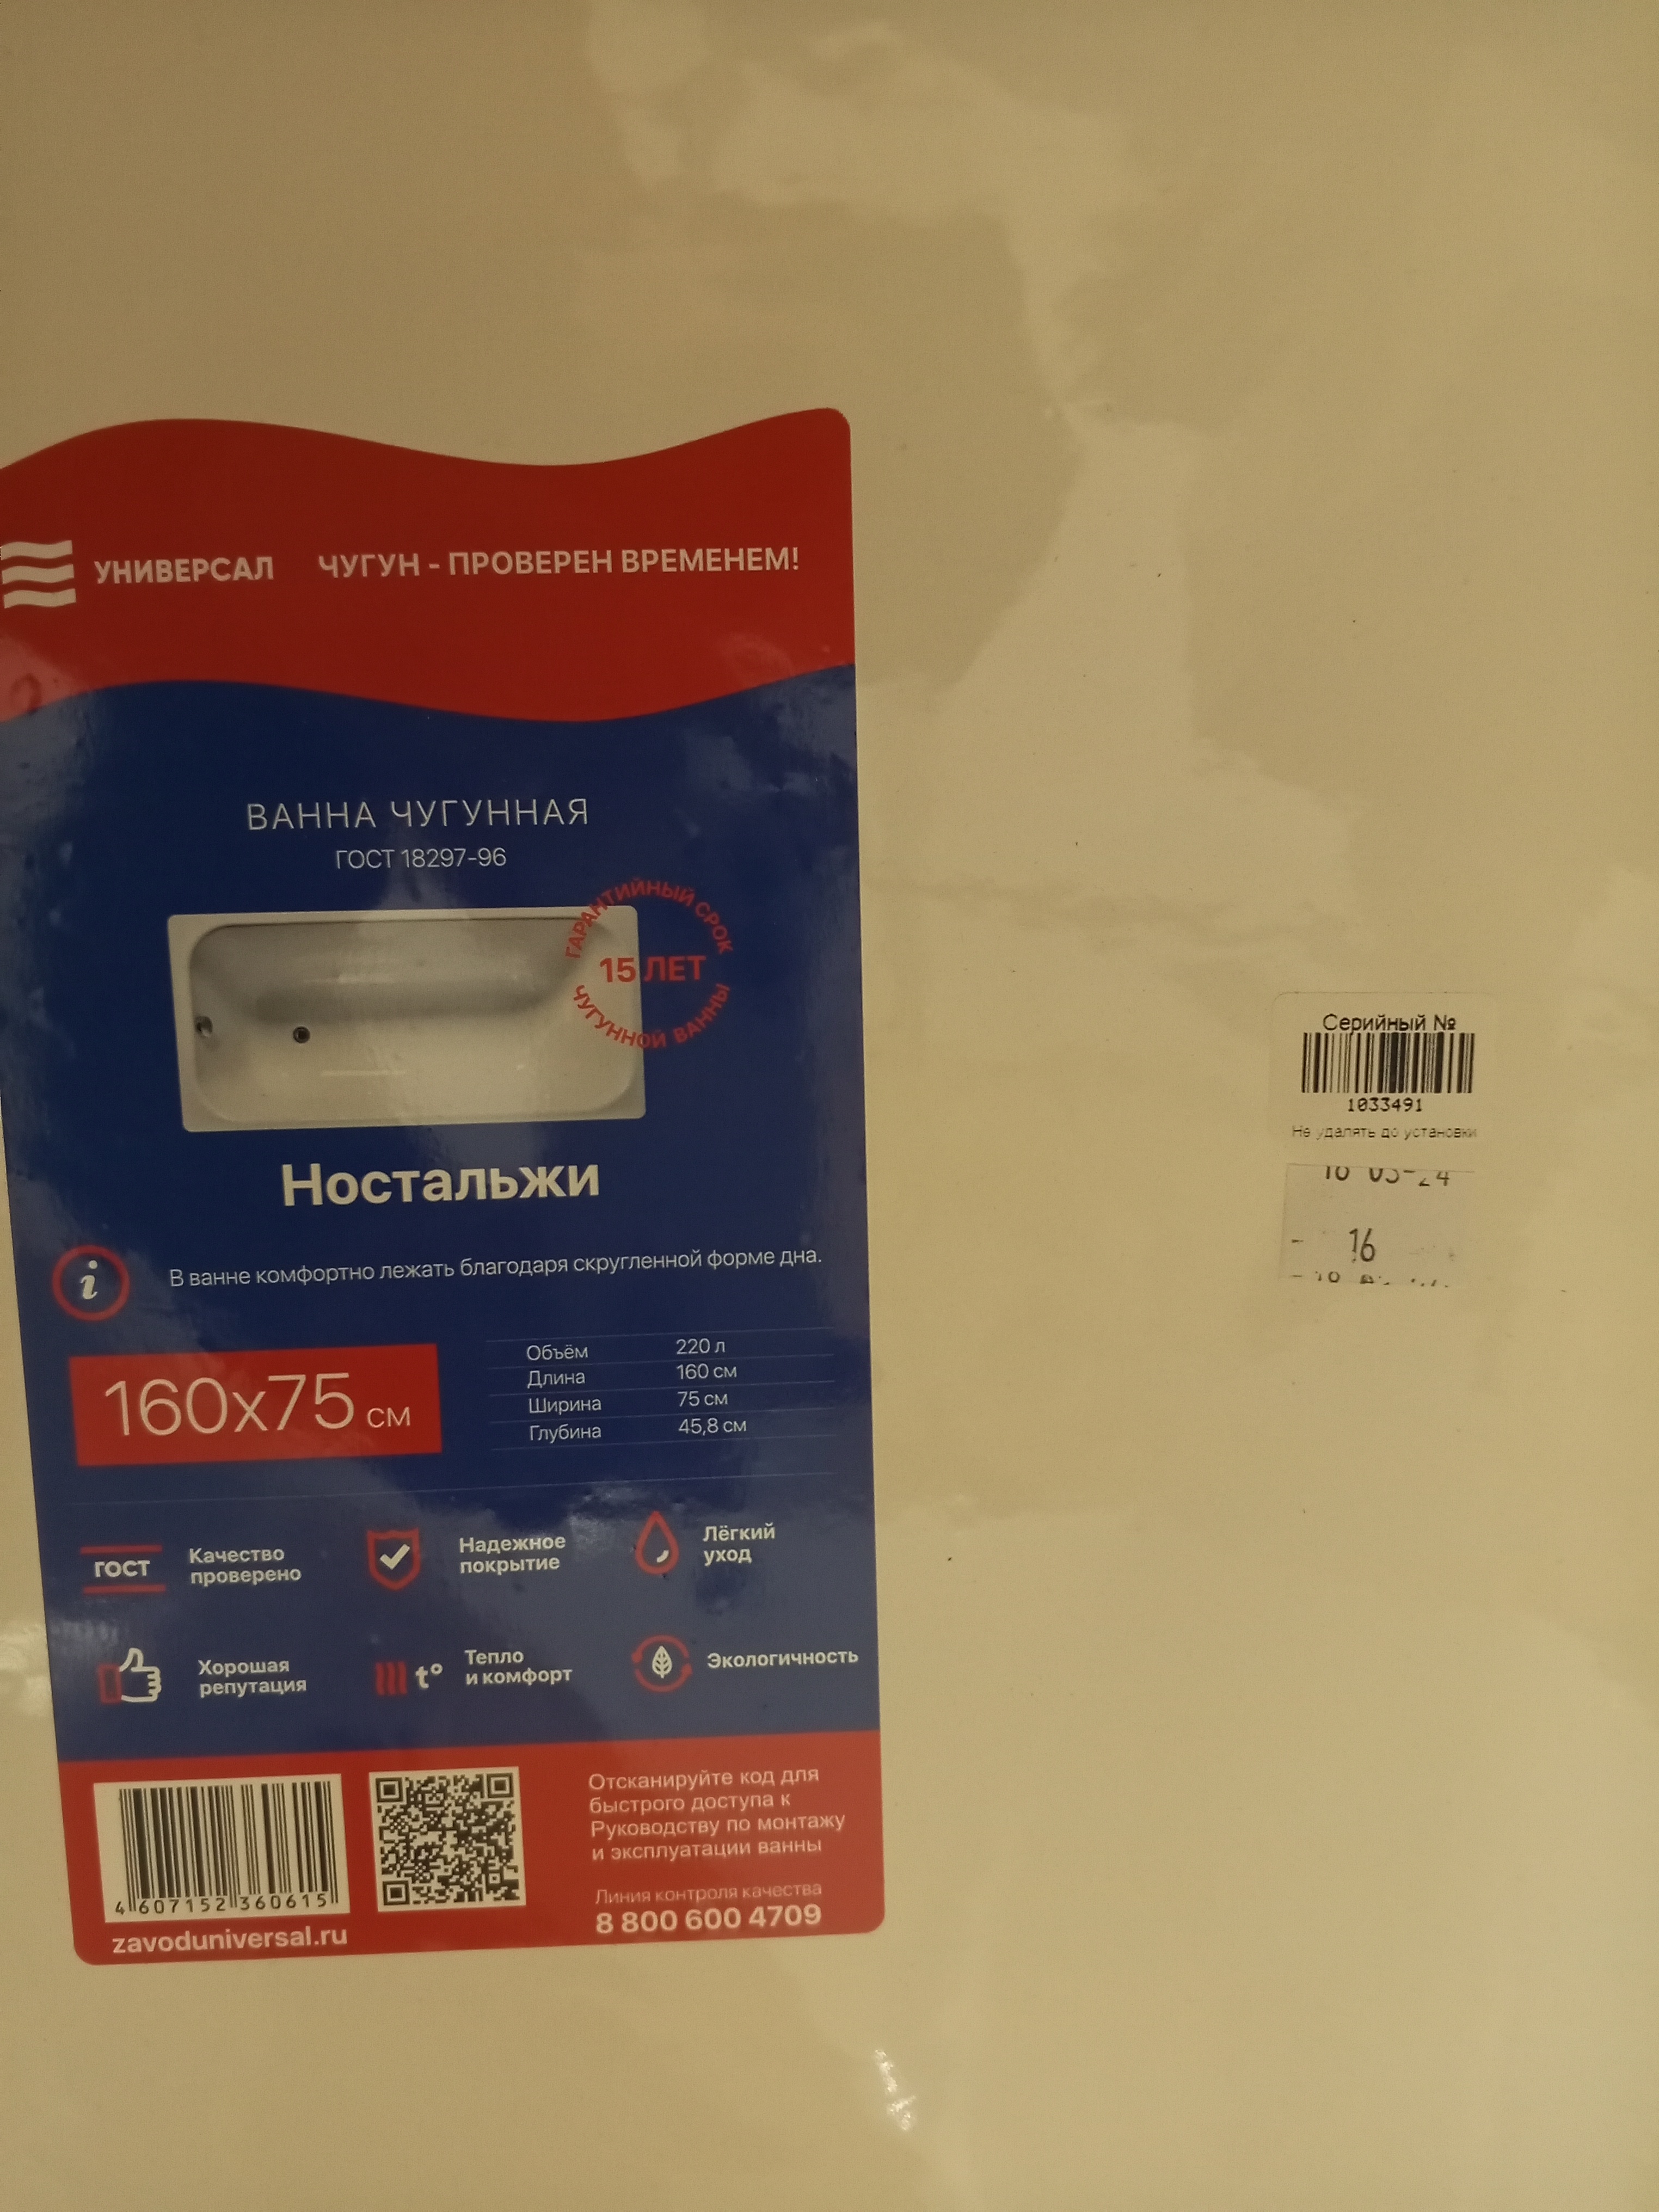 УНИВЕРСАЛ ЧУГУН - ПРОВЕРЕН ВРЕМЕНЕМ!
ВАННА ЧУГУННАЯ
ГОСТ 18297-96
ГАРАНТИЙНЫЙ СРОК
15 ЛЕТ
ЧУГУННОЙ ВАННЫ
Ностальжи
i В ванне комфортно лежать благодаря скругленной форме дна.
160x75 см
Объём 220 л
Длина 160 см
Ширина 75 см
Глубина 45,8 см
ГОСТ
Качество
проверено
Надежное
покрытие
Лёгкий
уход
Хорошая
репутация
t°
Тепло
и комфорт
Экологичность
4 607152 360615
zavoduniversal.ru
Отсканируйте код для
быстрого доступа к
Руководству по монтажу
и эксплуатации ванны
Линия контроля качества
8 800 600 4709
Серийный №
1033491
Не удалять до установки
16